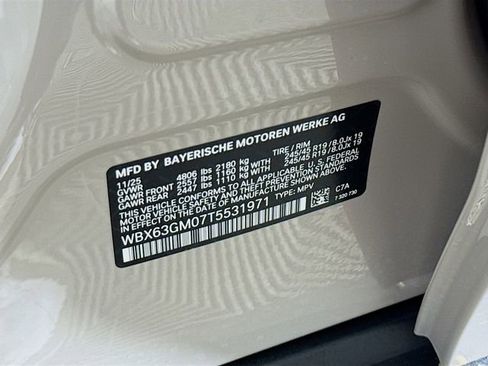 MFD BY BAYERISCHE MOTOREN WERKE AG
11/25 TIRE / RIM
GVWR 4806 lbs 2180 kg
GAWR FRONT 2557 lbs 1160 kg WITH 245/45 R19 / 8.0Jx 19
GAWR REAR 2447 lbs 1110 kg WITH 245/45 R19 / 8.0Jx 19
THIS VEHICLE CONFORMS TO ALL APPLICABLE U.S. FEDERAL
MOTOR VEHICLE SAFETY AND THEFT PREVENTION STANDARDS
IN EFFECT ON THE DATE OF MANUFACTURE SHOWN ABOVE.
WBX63GM07T5531971 TYPE: MPV
C7A
7 320 730